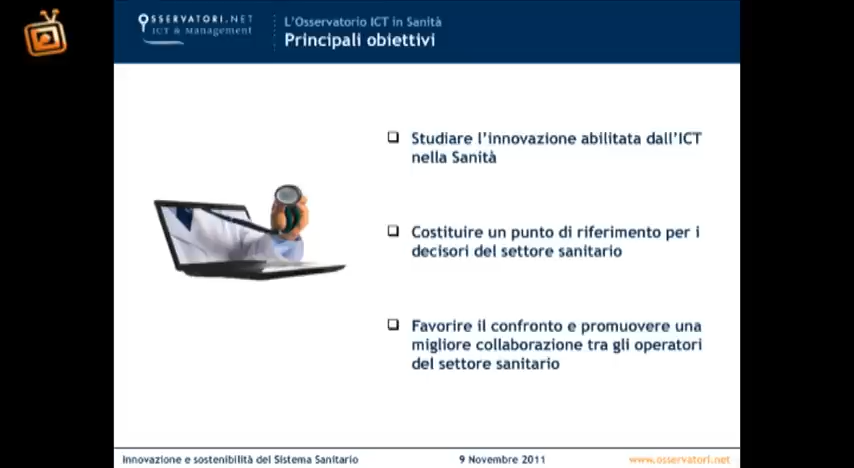 OSSERVATORI.NET
ICT & Management
L'Osservatorio ICT in Sanità
Principali obiettivi
Studiare l'innovazione abilitata dall'ICT
nella Sanità
Costituire un punto di riferimento per i
decisori del settore sanitario
Favorire il confronto e promuovere una
migliore collaborazione tra gli operatori
del settore sanitario
Innovazione e sostenibilità del Sistema Sanitario
9 Novembre 2011
www.osservatori.net